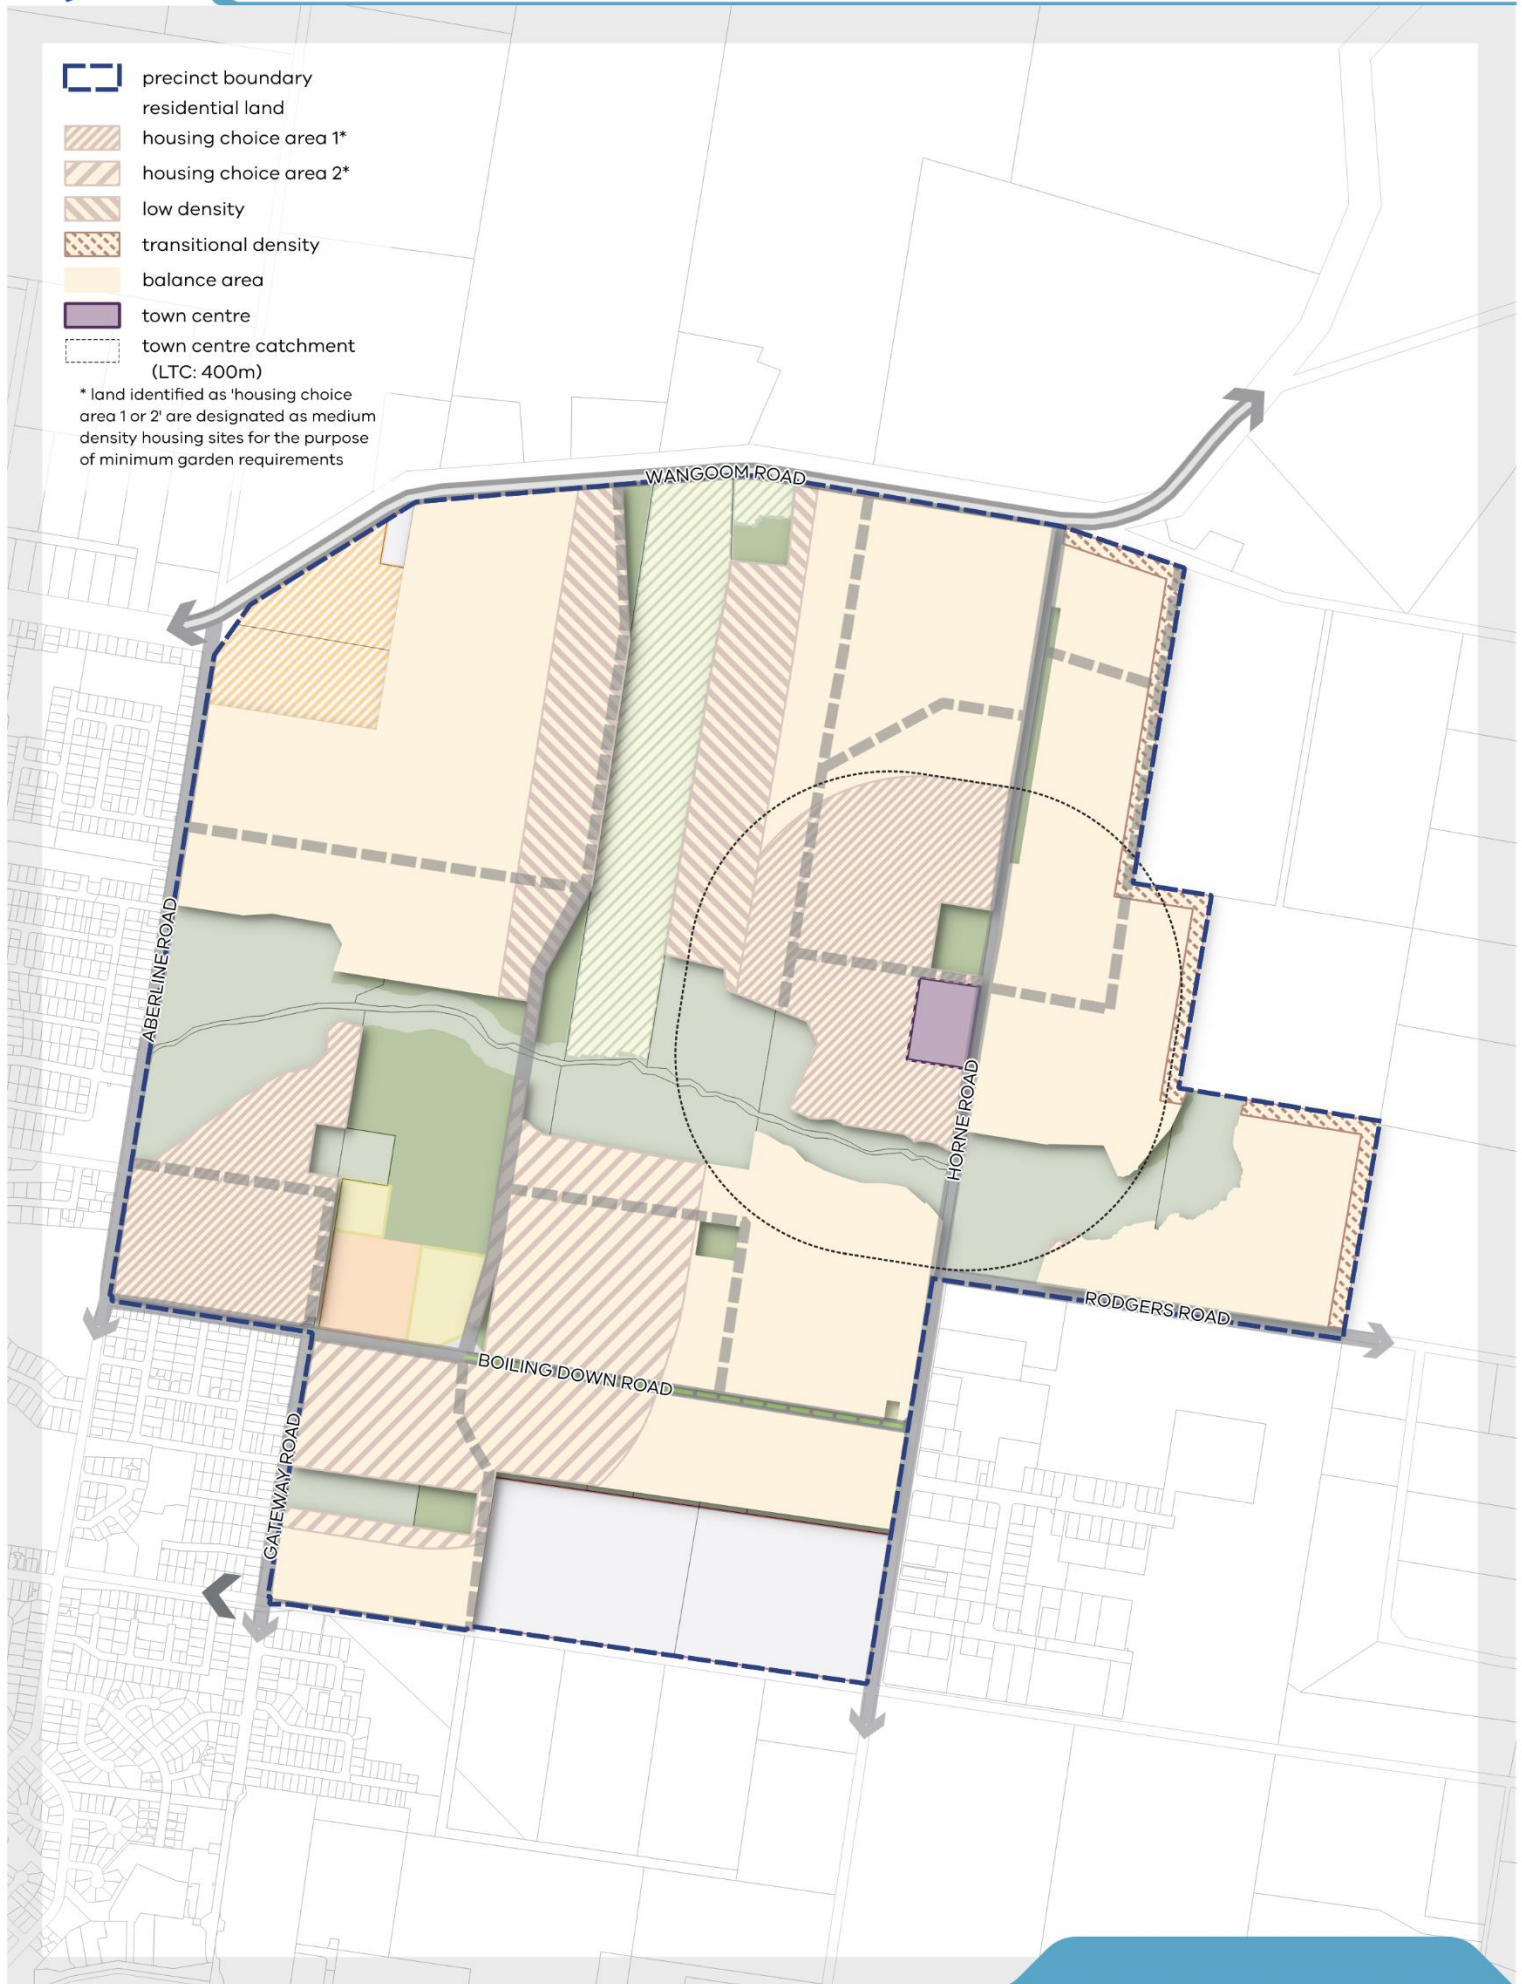 precinct boundary
residential land
housing choice area 1*
housing choice area 2*
low density
transitional density
balance area
town centre
town centre catchment
(LTC: 400m)
* land identified as 'housing choice
area 1 or 2' are designated as medium
density housing sites for the purpose
of minimum garden requirements
WANGOOM ROAD
ABERLINE ROAD
HORNE ROAD
RODGERS ROAD
BOILING DOWN ROAD
GATEWAY ROAD